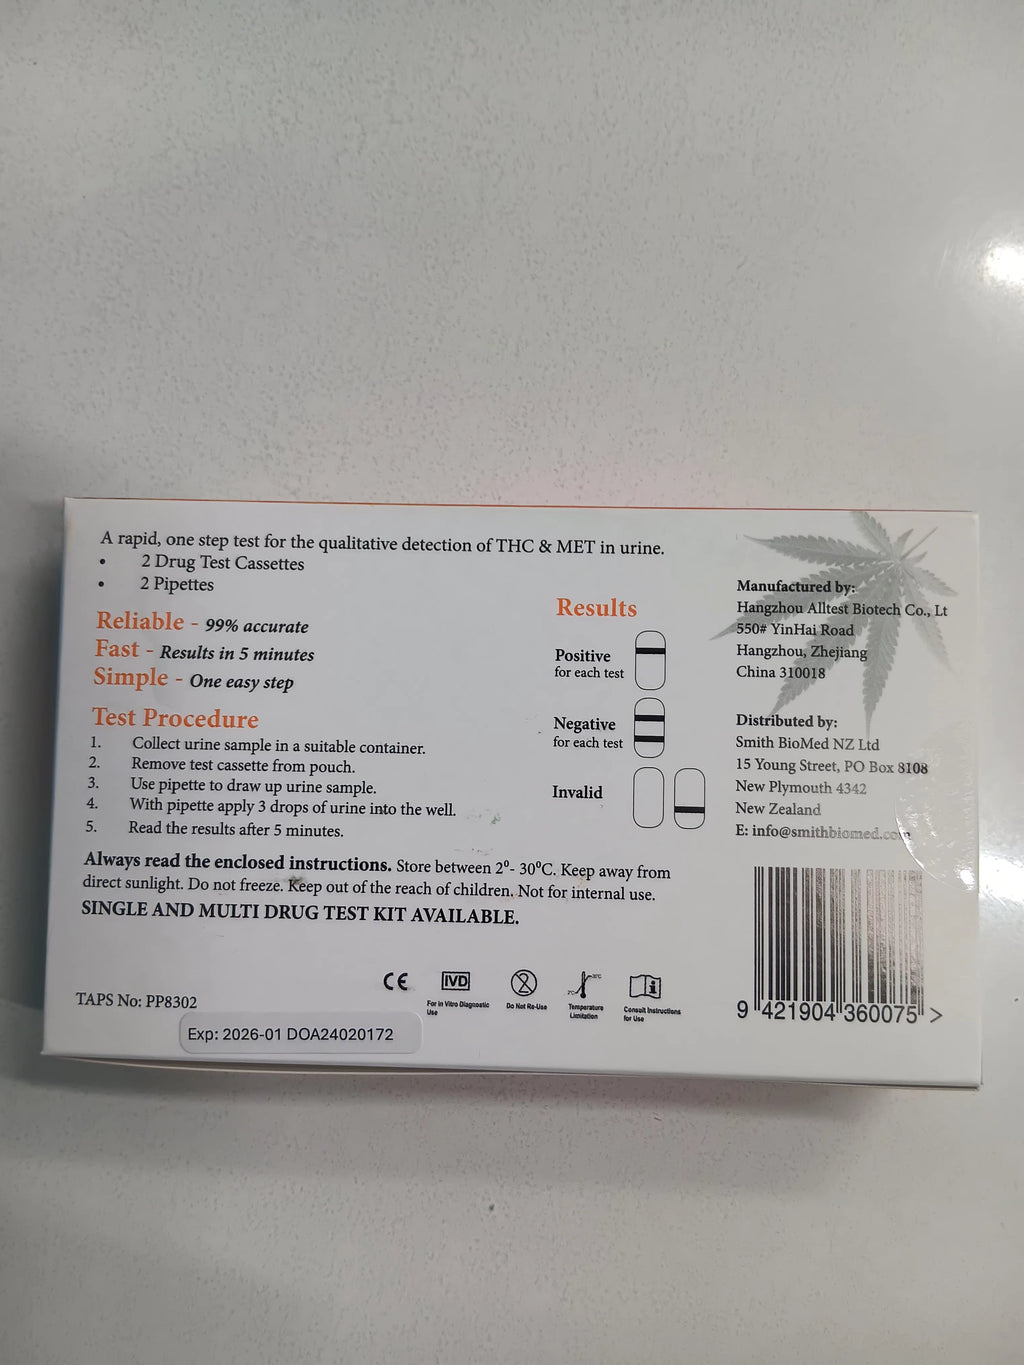 A rapid, one step test for the qualitative detection of THC & MET in urine.
• 2 Drug Test Cassettes
• 2 Pipettes
Reliable - 99% accurate
Fast - Results in 5 minutes
Simple - One easy step
Test Procedure
1. Collect urine sample in a suitable container.
2. Remove test cassette from pouch.
3. Use pipette to draw up urine sample.
4. With pipette apply 3 drops of urine into the well.
5. Read the results after 5 minutes.
Results
Positive
for each test
Negative
for each test
Invalid
Manufactured by:
Hangzhou Alltest Biotech Co., Lt
550# YinHai Road
Hangzhou, Zhejiang
China 310018
Distributed by:
Smith BioMed NZ Ltd
15 Young Street, PO Box 8108
New Plymouth 4342
New Zealand
E: info@smithbiomed.com
Always read the enclosed instructions. Store between 2⁰- 30⁰C. Keep away from
direct sunlight. Do not freeze. Keep out of the reach of children. Not for internal use.
SINGLE AND MULTI DRUG TEST KIT AVAILABLE.
CE
IVD
For In Vitro Diagnostic
Use
2
Do Not Re-Use
2°C
30°C
Temperature
Limitation
i
Consult Instructions
for Use
TAPS No: PP8302
Exp: 2026-01 DOA24020172
9 421904 360075 >